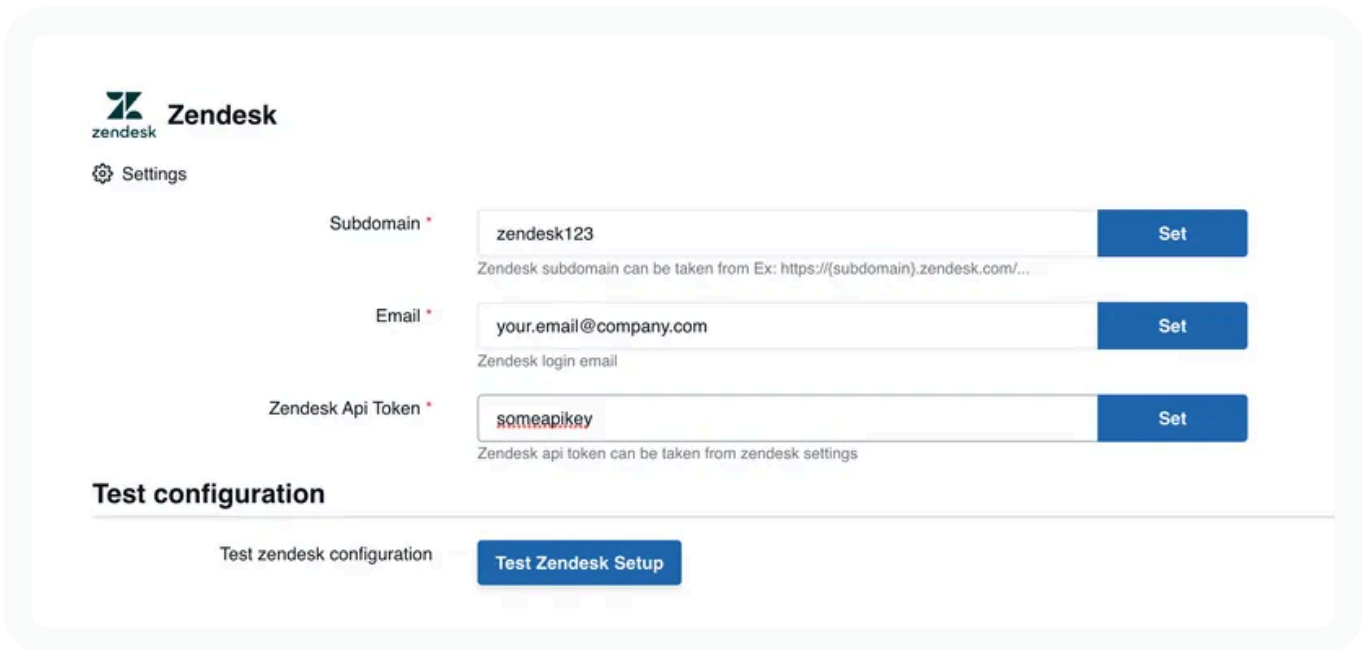 zendesk
Zendesk
Settings
Subdomain *
zendesk123
Set
Zendesk subdomain can be taken from Ex: https://{subdomain}.zendesk.com/...
Email *
your.email@company.com
Set
Zendesk login email
Zendesk Api Token *
someapikey
Set
Zendesk api token can be taken from zendesk settings
Test configuration
Test zendesk configuration
Test Zendesk Setup